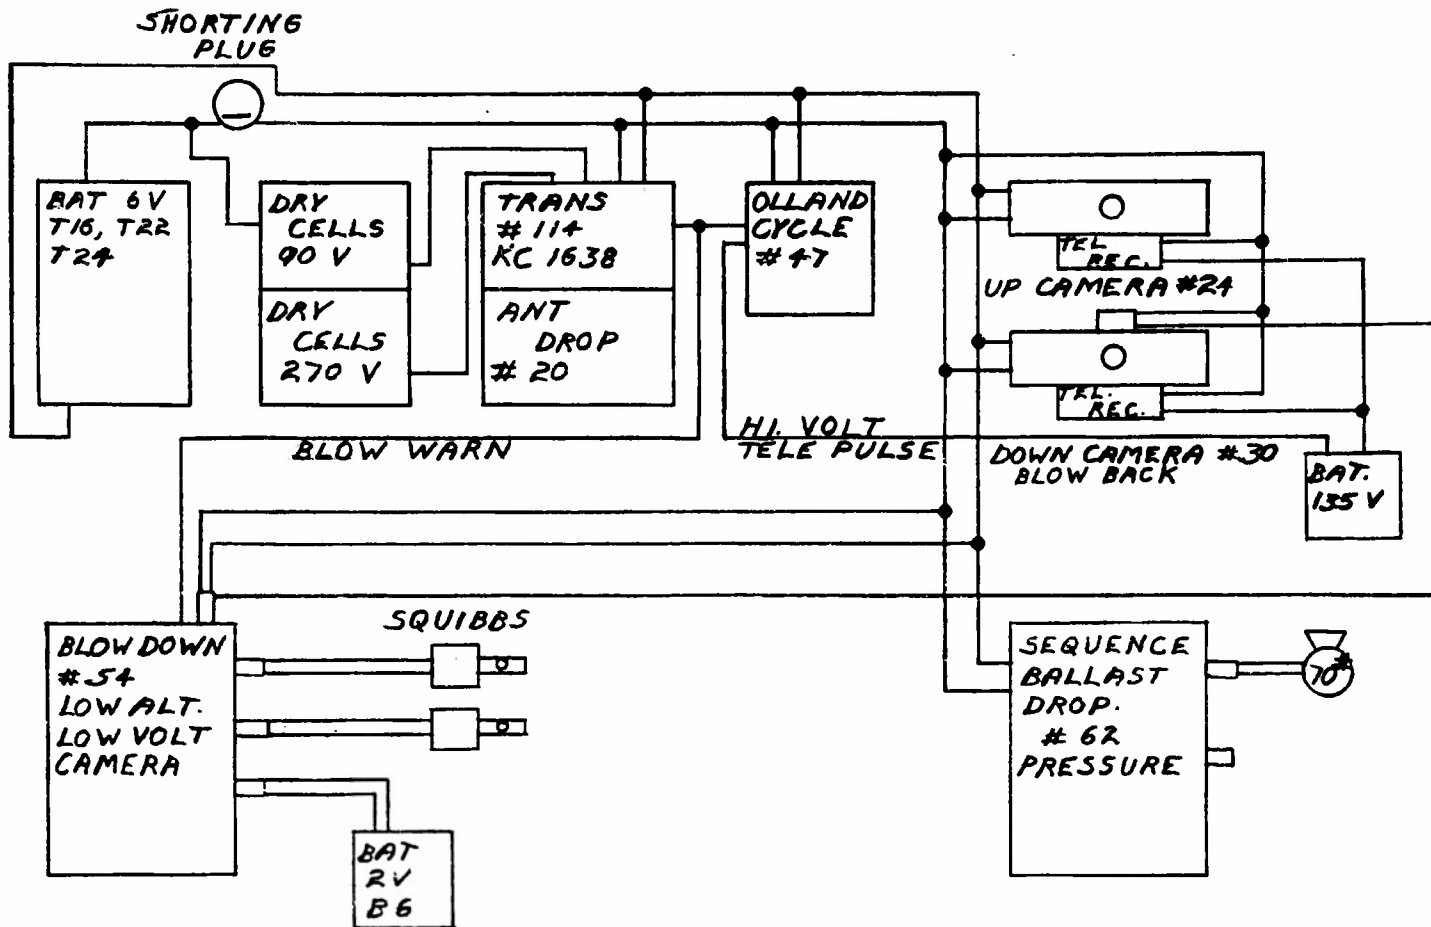 SHORTING
PLUG
BAT 6V
T16, T22
T24
DRY
CELLS
90 V
DRY
CELLS
270 V
TRANS
# 114
KC 1638
ANT
DROP
# 20
OLLAND
CYCLE
# 47
TEL
REC.
UP CAMERA #24
TEL.
REC.
DOWN CAMERA #30
BLOW BACK
BAT.
135 V
BLOW WARN
HI. VOLT
TELE PULSE
BLOW DOWN
# 54
LOW ALT.
LOW VOLT
CAMERA
SQUIBBS
BAT
2V
B6
SEQUENCE
BALLAST
DROP.
# 62
PRESSURE
70#